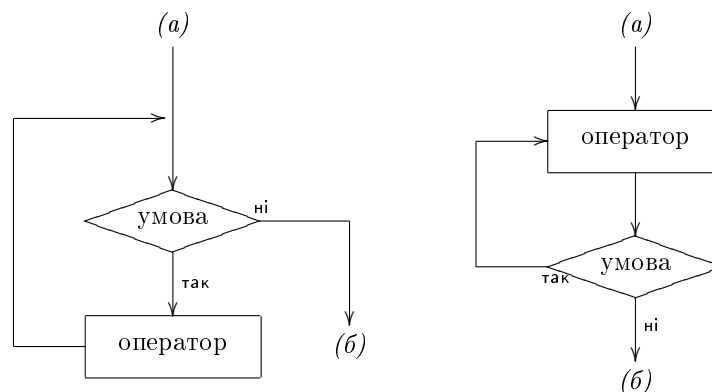 (а)
умова
ні
так
оператор
(б)
(а)
оператор
умова
так
ні
(б)